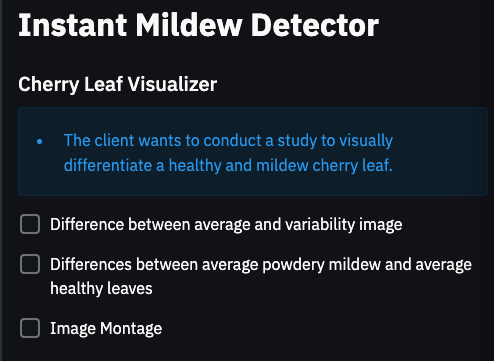 Instant Mildew Detector
Cherry Leaf Visualizer
• The client wants to conduct a study to visually
differentiate a healthy and mildew cherry leaf.
Difference between average and variability image
Differences between average powdery mildew and average
healthy leaves
Image Montage